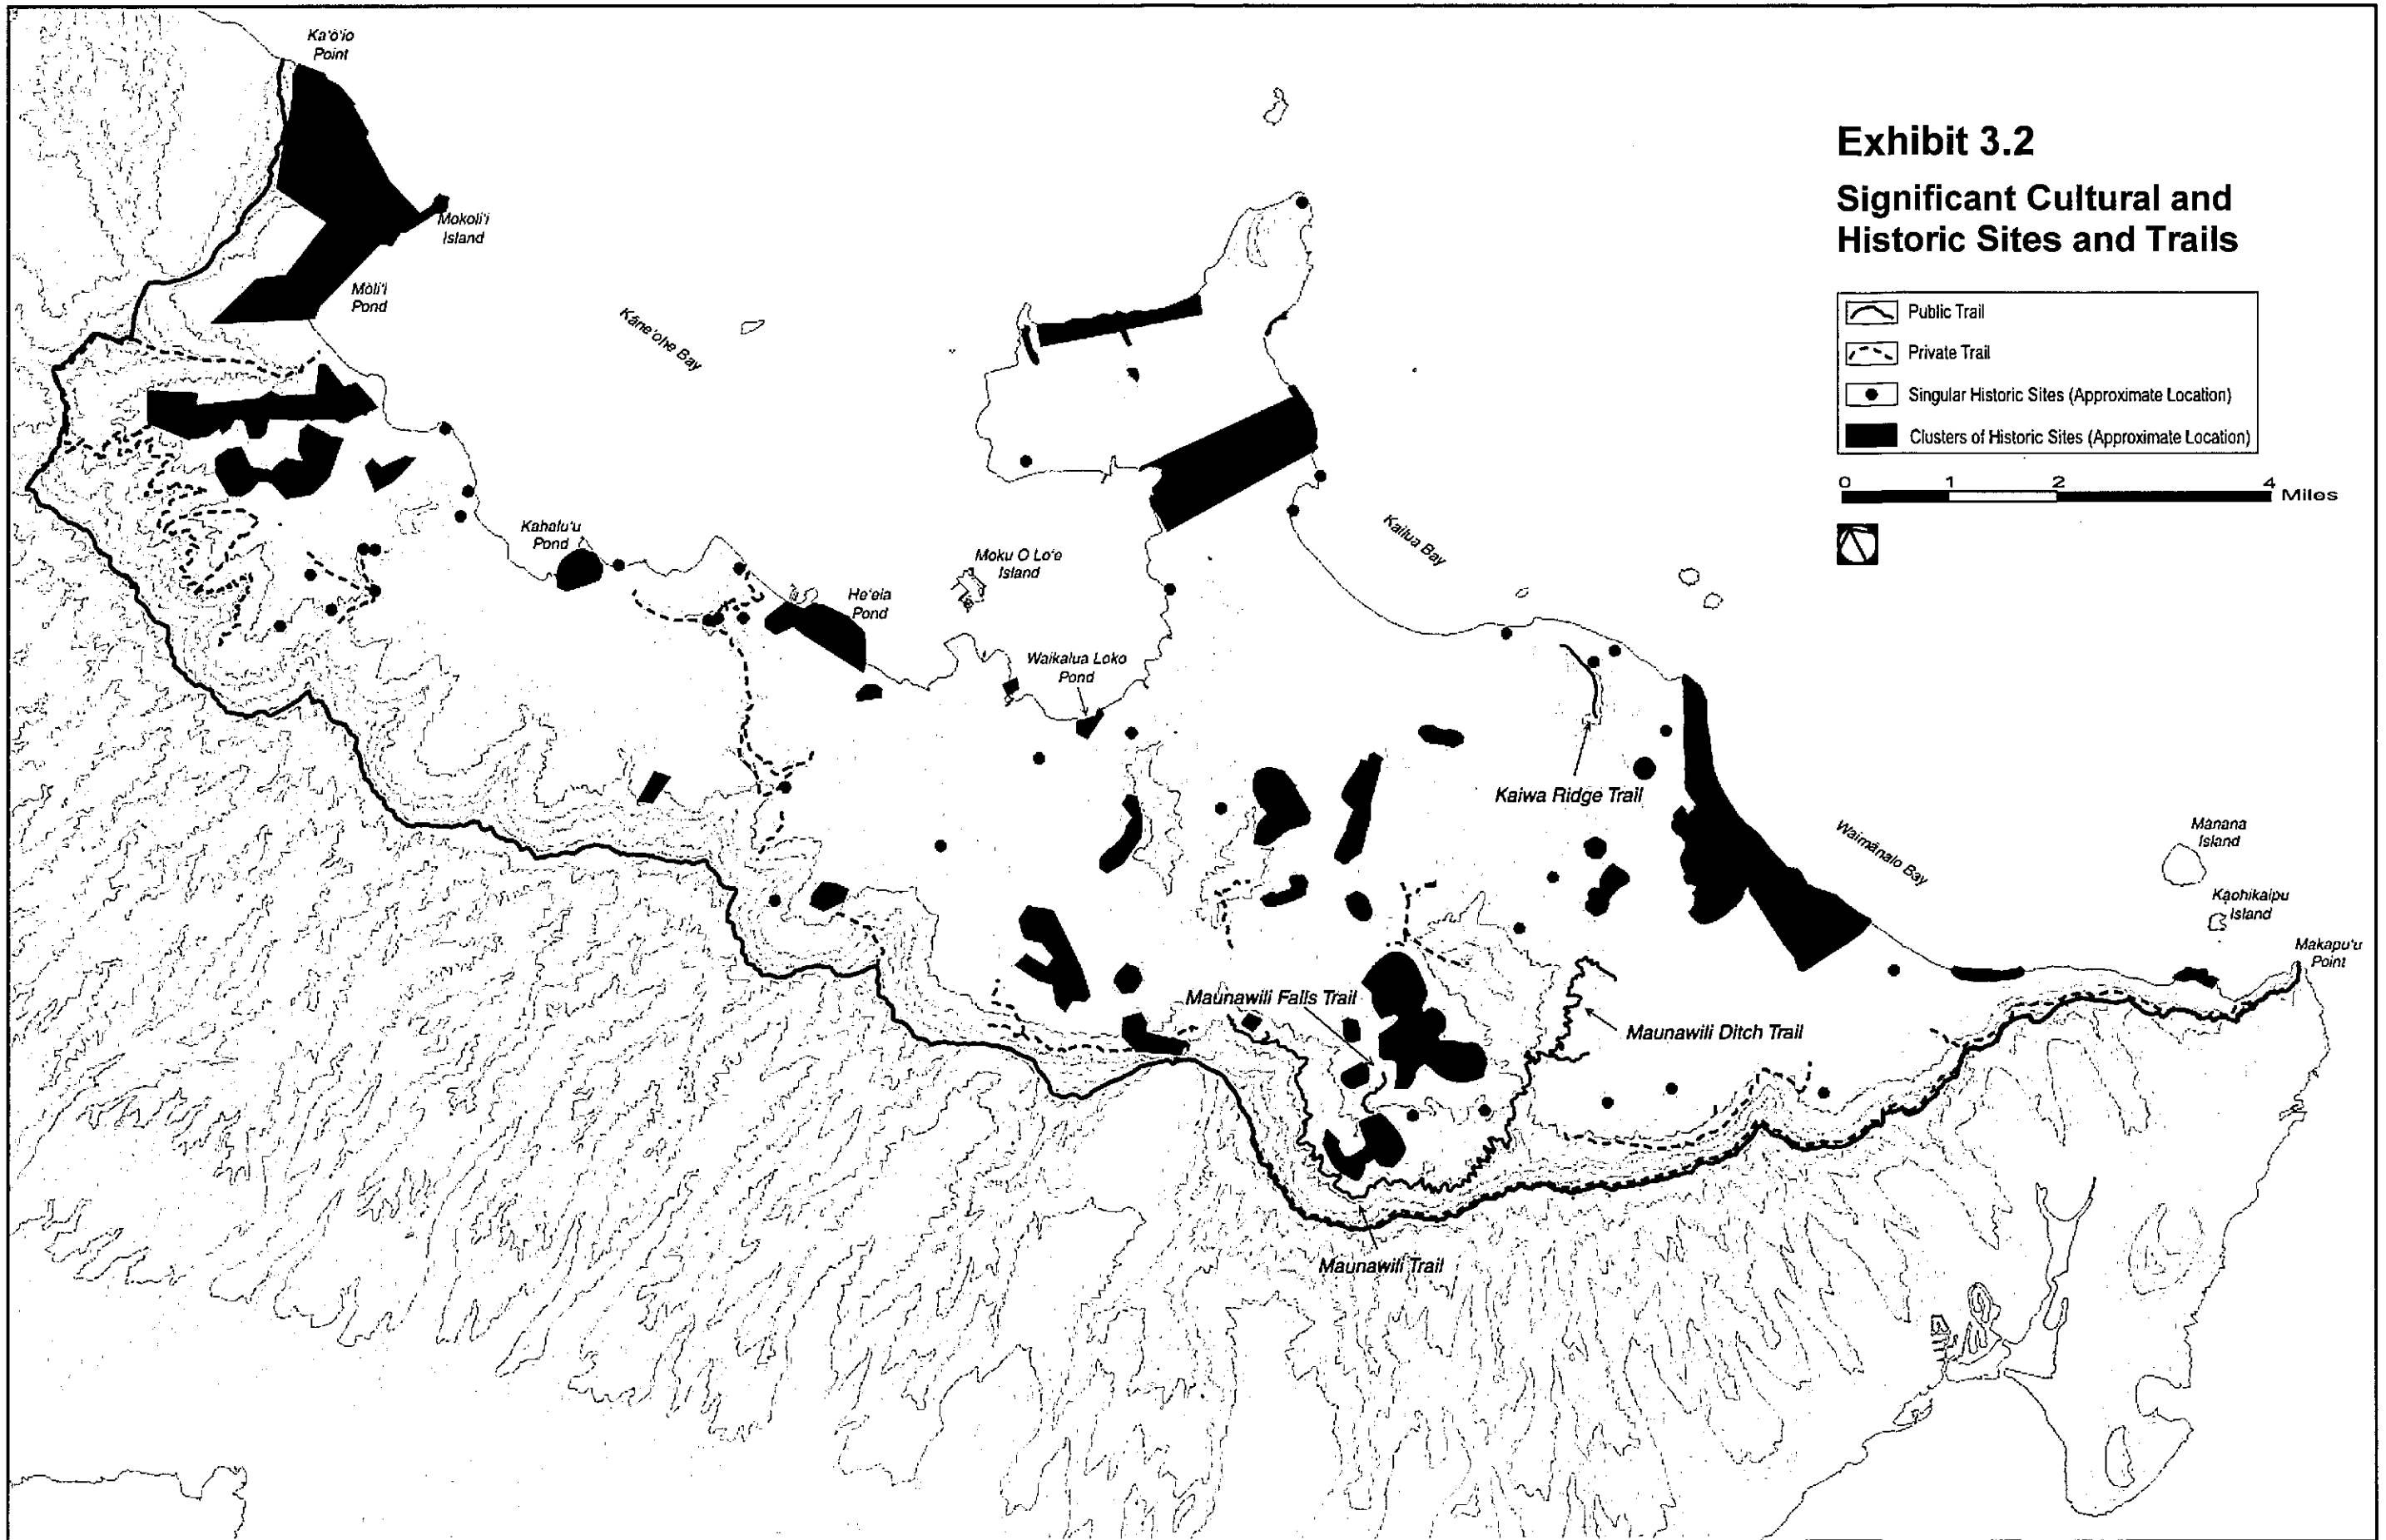 Ka'ō'io
Point
Mokoli'i
Island
Mōli'i
Pond
Kāne'ohe Bay
Exhibit 3.2
Significant Cultural and
Historic Sites and Trails
Public Trail
Private Trail
Singular Historic Sites (Approximate Location)
Clusters of Historic Sites (Approximate Location)
0 1 2 4 Miles
Kahalu'u
Pond
He'eia
Pond
Moku O Lo'e
Island
Waikalua Loko
Pond
Kailua Bay
Kaiwa Ridge Trail
Waimānalo Bay
Mānana
Island
Kaohikaipu
Island
Makapu'u
Point
Maunawili Falls Trail
Maunawili Ditch Trail
Maunawili Trail